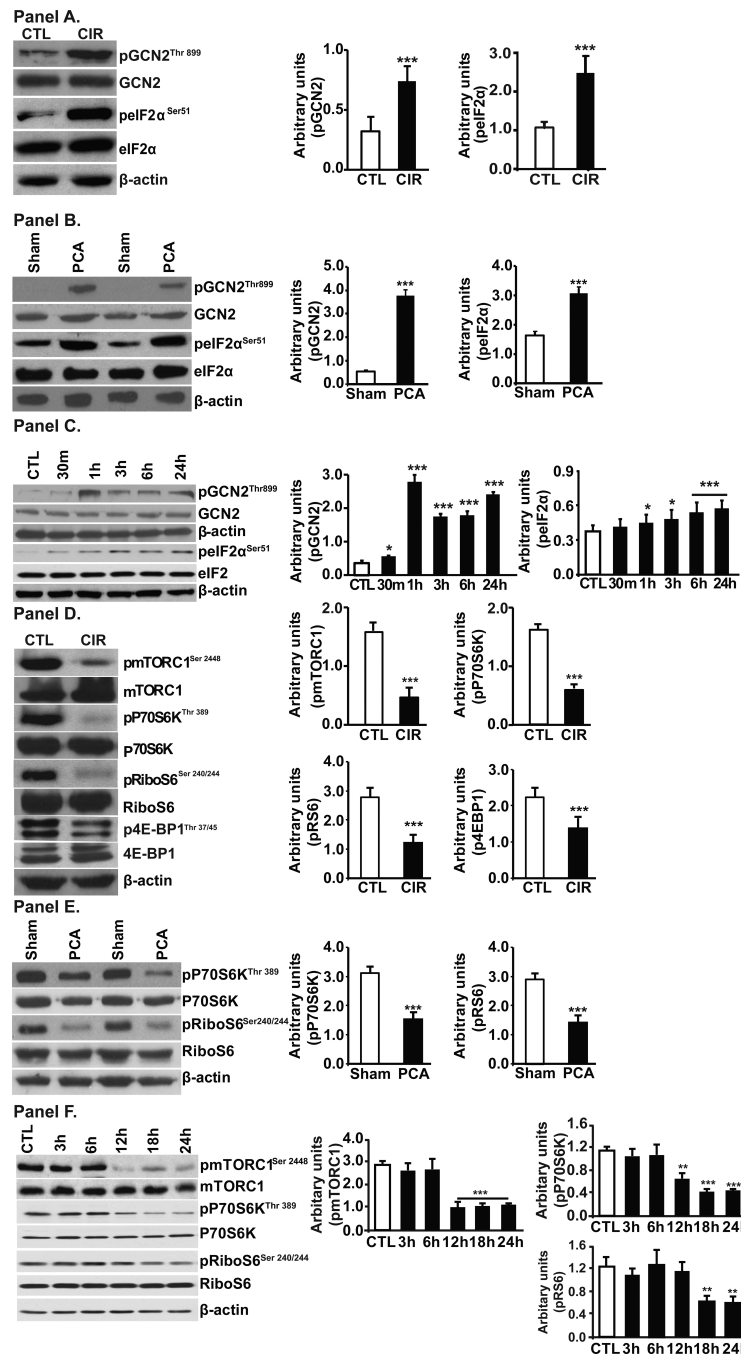 Panel A.
CTL CIR
pGCN2Thr 899
GCN2
peIF2αSer51
eIF2α
β-actin
Arbitrary units
(pGCN2)
1.0
0.5
0.0
***
CTL CIR
Arbitrary units
(peIF2α)
3.0
2.0
1.0
0.0
***
CTL CIR
Panel B.
Sham PCA Sham PCA
pGCN2Thr899
GCN2
peIF2αSer51
eIF2α
β-actin
Arbitrary units
(pGCN2)
5.0
4.0
3.0
2.0
1.0
0.0
***
Sham PCA
Arbitrary units
(peIF2α)
4.0
3.0
2.0
1.0
0.0
***
Sham PCA
Panel C.
CTL 30m 1h 3h 6h 24h
pGCN2Thr899
GCN2
β-actin
peIF2αSer51
eIF2
β-actin
Arbitrary units
(pGCN2)
3.0
2.0
1.0
0.0
* *** *** *** ***
CTL 30m 1h 3h 6h 24h
Arbitrary units
(peIF2α)
0.9
0.6
0.3
0.0
* * ***
CTL 30m 1h 3h 6h 24h
Panel D.
CTL CIR
pmTORC1Ser 2448
mTORC1
pP70S6KThr 389
P70S6K
pRiboS6Ser 240/244
RiboS6
p4E-BP1Thr 37/45
4E-BP1
β-actin
Arbitrary units
(pmTORC1)
2.0
1.0
0.0
***
CTL CIR
Arbitrary units
(pP70S6K)
2.0
1.0
0.0
***
CTL CIR
Arbitrary units
(pRS6)
4.0
3.0
2.0
1.0
0.0
***
CTL CIR
Arbitrary units
(p4EBP1)
3.0
2.0
1.0
0.0
***
CTL CIR
Panel E.
Sham PCA Sham PCA
pP70S6KThr 389
P70S6K
pRiboS6Ser240/244
RiboS6
β-actin
Arbitrary units
(pP70S6K)
4.0
3.0
2.0
1.0
0.0
***
Sham PCA
Arbitrary units
(pRS6)
4.0
3.0
2.0
1.0
0.0
***
Sham PCA
Panel F.
CTL 3h 6h 12h 18h 24h
pmTORC1Ser 2448
mTORC1
pP70S6KThr 389
P70S6K
pRiboS6Ser 240/244
RiboS6
β-actin
Arbitary units
(pmTORC1)
4.0
3.0
2.0
1.0
0.0
***
CTL 3h 6h 12h 18h 24h
Arbitary units
(pP70S6K)
1.6
1.2
0.8
0.4
0.0
** *** ***
CTL 3h 6h 12h 18h 24h
Arbitary units
(pRS6)
1.6
1.2
0.8
0.4
0.0
** **
CTL 3h 6h 12h 18h